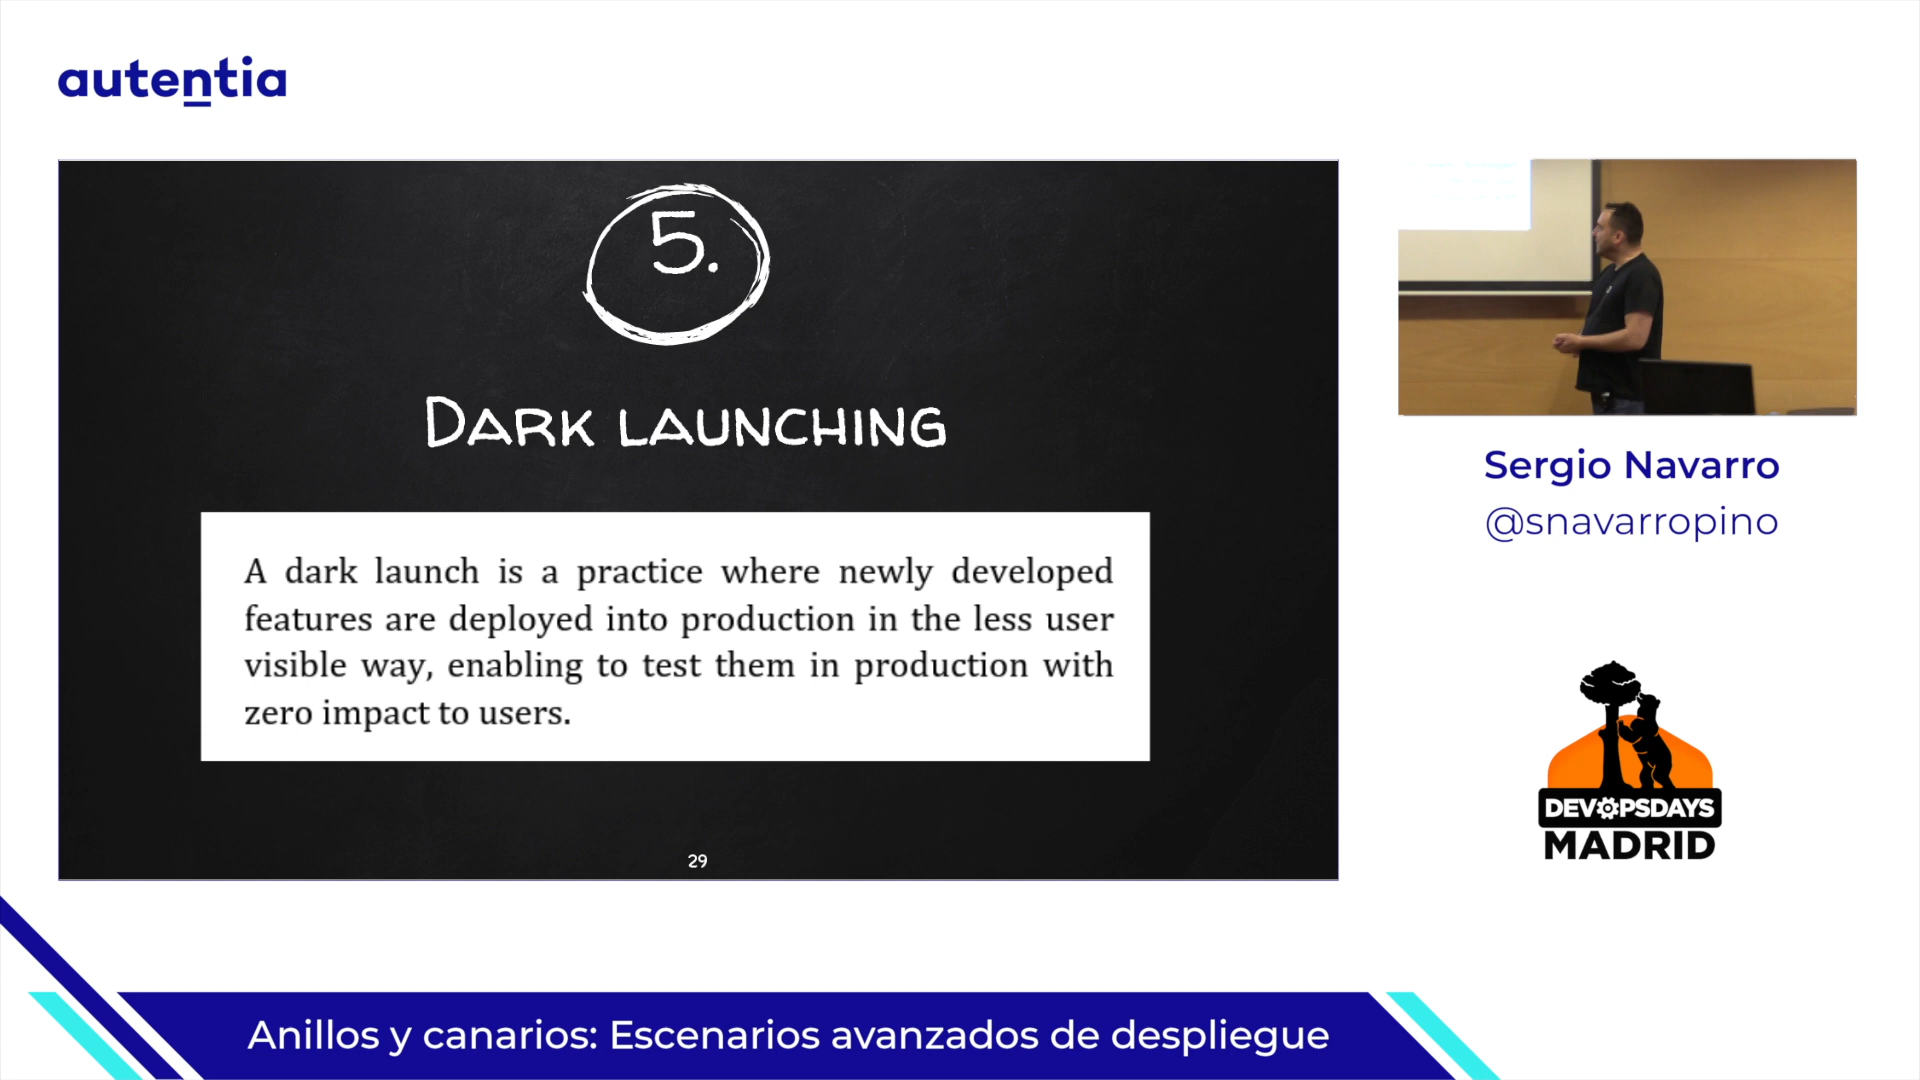 autentia
5.
DARK LAUNCHING
A dark launch is a practice where newly developed
features are deployed into production in the less user
visible way, enabling to test them in production with
zero impact to users.
29
Sergio Navarro
@snavarropino
DEVOPSDAYS
MADRID
Anillos y canarios: Escenarios avanzados de despliegue